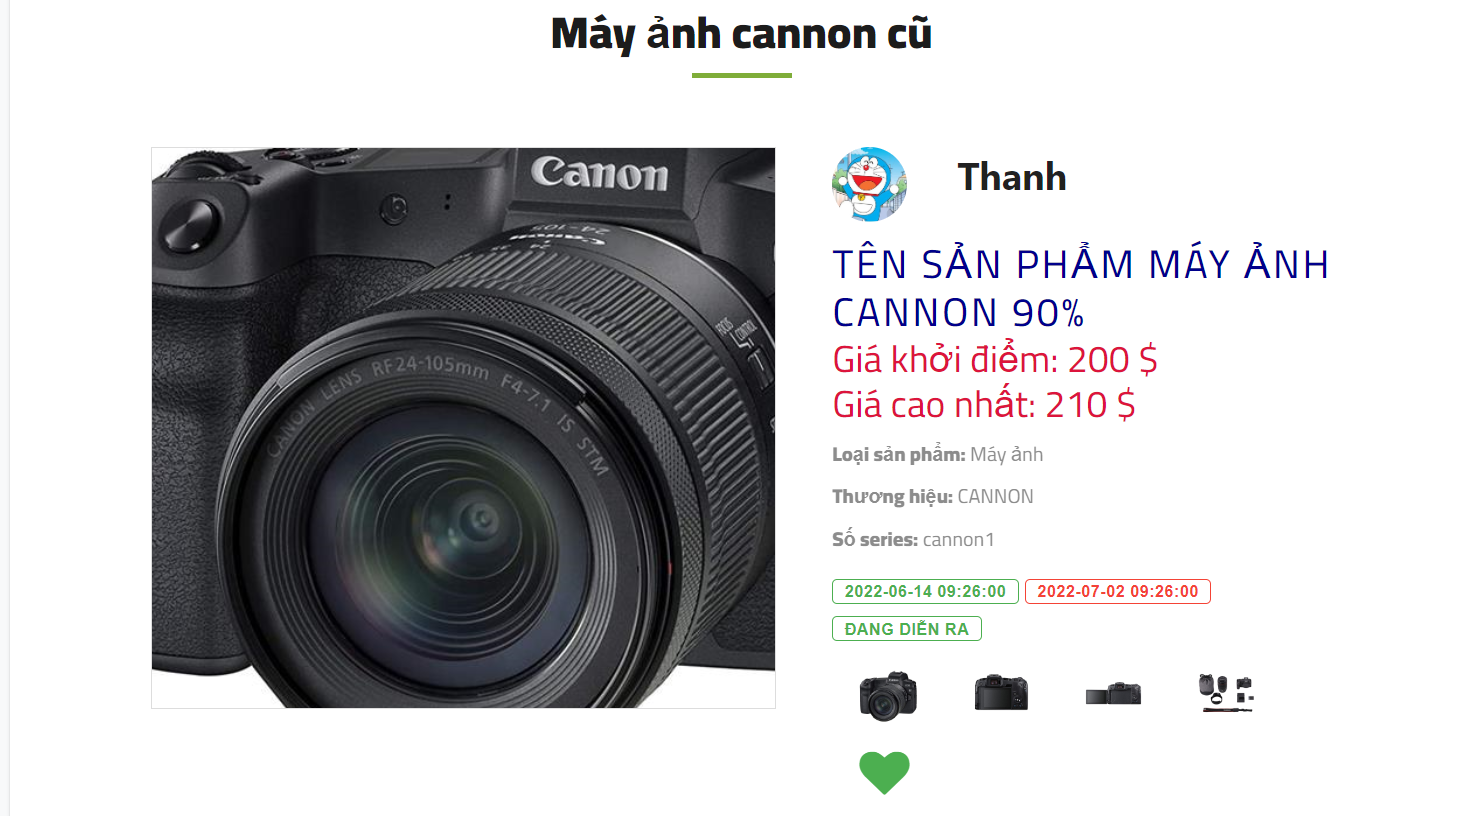 Máy ảnh cannon cũ
Canon
24-105
Canon
24 35
FOCUS CONTROL
CANON LENS RF24-105mm F4-7.1 IS STM
Thanh
TÊN SẢN PHẨM MÁY ẢNH
CANNON 90%
Giá khởi điểm: 200 $
Giá cao nhất: 210 $
Loại sản phẩm: Máy ảnh
Thương hiệu: CANNON
Số series: cannon1
2022-06-14 09:26:00 2022-07-02 09:26:00
ĐANG DIỄN RA